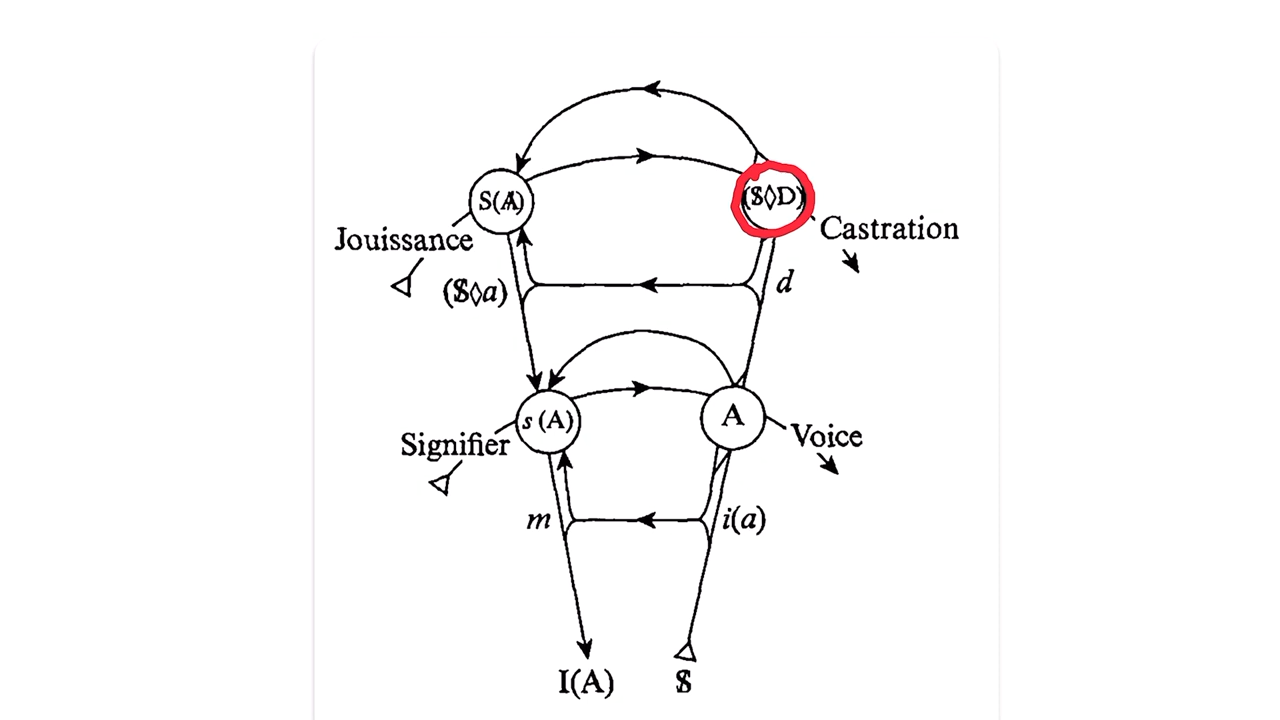 S(Ⱥ)
($◊D)
Jouissance
Castration
($◊a)
d
s (A)
A
Signifier
Voice
m
i(a)
I(A)
$